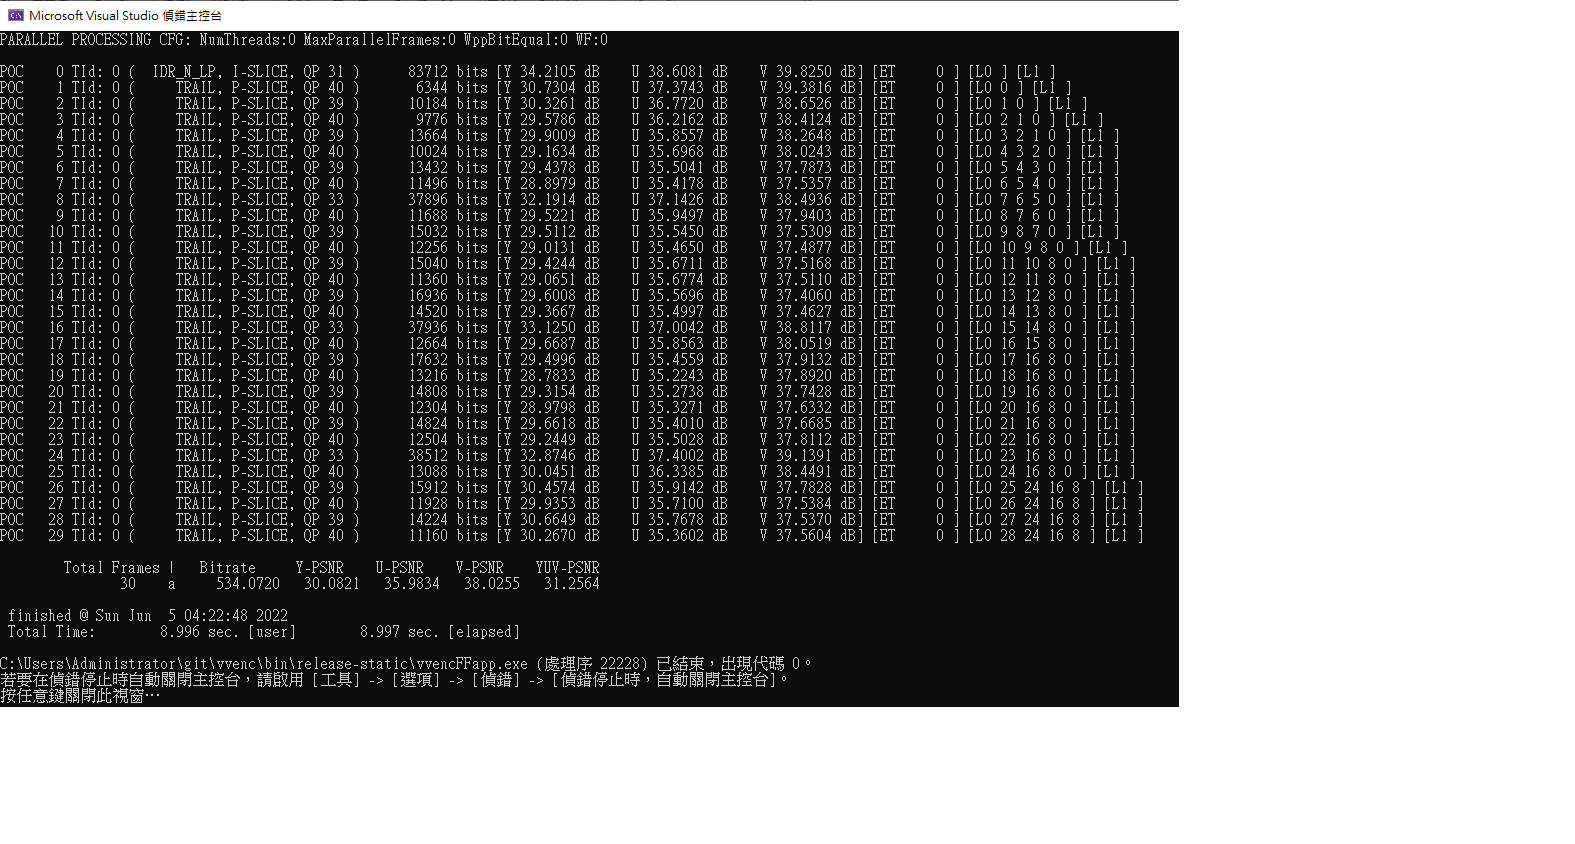 Microsoft Visual Studio 偵錯主控台
PARALLEL PROCESSING CFG: NumThreads:0 MaxParallelFrames:0 WppBitEqual:0 WF:0
POC 0 TId: 0 ( IDR_N_LP, I-SLICE, QP 31 ) 83712 bits [Y 34.2105 dB U 38.6081 dB V 39.8250 dB] [ET 0 ] [L0 ] [L1 ]
POC 1 TId: 0 ( TRAIL, P-SLICE, QP 40 ) 6344 bits [Y 30.7304 dB U 37.3743 dB V 39.3816 dB] [ET 0 ] [L0 0 ] [L1 ]
POC 2 TId: 0 ( TRAIL, P-SLICE, QP 39 ) 10184 bits [Y 30.3261 dB U 36.7720 dB V 38.6526 dB] [ET 0 ] [L0 1 0 ] [L1 ]
POC 3 TId: 0 ( TRAIL, P-SLICE, QP 40 ) 9776 bits [Y 29.5786 dB U 36.2162 dB V 38.4124 dB] [ET 0 ] [L0 2 1 0 ] [L1 ]
POC 4 TId: 0 ( TRAIL, P-SLICE, QP 39 ) 13664 bits [Y 29.9009 dB U 35.8557 dB V 38.2648 dB] [ET 0 ] [L0 3 2 1 0 ] [L1 ]
POC 5 TId: 0 ( TRAIL, P-SLICE, QP 40 ) 10024 bits [Y 29.1634 dB U 35.6968 dB V 38.0243 dB] [ET 0 ] [L0 4 3 2 0 ] [L1 ]
POC 6 TId: 0 ( TRAIL, P-SLICE, QP 39 ) 13432 bits [Y 29.4378 dB U 35.5041 dB V 37.7873 dB] [ET 0 ] [L0 5 4 3 0 ] [L1 ]
POC 7 TId: 0 ( TRAIL, P-SLICE, QP 40 ) 11496 bits [Y 28.8979 dB U 35.4178 dB V 37.5357 dB] [ET 0 ] [L0 6 5 4 0 ] [L1 ]
POC 8 TId: 0 ( TRAIL, P-SLICE, QP 33 ) 37896 bits [Y 32.1914 dB U 37.1426 dB V 38.4936 dB] [ET 0 ] [L0 7 6 5 0 ] [L1 ]
POC 9 TId: 0 ( TRAIL, P-SLICE, QP 40 ) 11688 bits [Y 29.5221 dB U 35.9497 dB V 37.9403 dB] [ET 0 ] [L0 8 7 6 0 ] [L1 ]
POC 10 TId: 0 ( TRAIL, P-SLICE, QP 39 ) 15032 bits [Y 29.5112 dB U 35.5450 dB V 37.5309 dB] [ET 0 ] [L0 9 8 7 0 ] [L1 ]
POC 11 TId: 0 ( TRAIL, P-SLICE, QP 40 ) 12256 bits [Y 29.0131 dB U 35.4650 dB V 37.4877 dB] [ET 0 ] [L0 10 9 8 0 ] [L1 ]
POC 12 TId: 0 ( TRAIL, P-SLICE, QP 39 ) 15040 bits [Y 29.4244 dB U 35.6711 dB V 37.5168 dB] [ET 0 ] [L0 11 10 8 0 ] [L1 ]
POC 13 TId: 0 ( TRAIL, P-SLICE, QP 40 ) 11360 bits [Y 29.0651 dB U 35.6774 dB V 37.5110 dB] [ET 0 ] [L0 12 11 8 0 ] [L1 ]
POC 14 TId: 0 ( TRAIL, P-SLICE, QP 39 ) 16936 bits [Y 29.6008 dB U 35.5696 dB V 37.4060 dB] [ET 0 ] [L0 13 12 8 0 ] [L1 ]
POC 15 TId: 0 ( TRAIL, P-SLICE, QP 40 ) 14520 bits [Y 29.3667 dB U 35.4997 dB V 37.4627 dB] [ET 0 ] [L0 14 13 8 0 ] [L1 ]
POC 16 TId: 0 ( TRAIL, P-SLICE, QP 33 ) 37936 bits [Y 33.1250 dB U 37.0042 dB V 38.8117 dB] [ET 0 ] [L0 15 14 8 0 ] [L1 ]
POC 17 TId: 0 ( TRAIL, P-SLICE, QP 40 ) 12664 bits [Y 29.6687 dB U 35.8563 dB V 38.0519 dB] [ET 0 ] [L0 16 15 8 0 ] [L1 ]
POC 18 TId: 0 ( TRAIL, P-SLICE, QP 39 ) 17632 bits [Y 29.4996 dB U 35.4559 dB V 37.9132 dB] [ET 0 ] [L0 17 16 8 0 ] [L1 ]
POC 19 TId: 0 ( TRAIL, P-SLICE, QP 40 ) 13216 bits [Y 28.7833 dB U 35.2243 dB V 37.8920 dB] [ET 0 ] [L0 18 16 8 0 ] [L1 ]
POC 20 TId: 0 ( TRAIL, P-SLICE, QP 39 ) 14808 bits [Y 29.3154 dB U 35.2738 dB V 37.7428 dB] [ET 0 ] [L0 19 16 8 0 ] [L1 ]
POC 21 TId: 0 ( TRAIL, P-SLICE, QP 40 ) 12304 bits [Y 28.9798 dB U 35.3271 dB V 37.6332 dB] [ET 0 ] [L0 20 16 8 0 ] [L1 ]
POC 22 TId: 0 ( TRAIL, P-SLICE, QP 39 ) 14824 bits [Y 29.6618 dB U 35.4010 dB V 37.6685 dB] [ET 0 ] [L0 21 16 8 0 ] [L1 ]
POC 23 TId: 0 ( TRAIL, P-SLICE, QP 40 ) 12504 bits [Y 29.2449 dB U 35.5028 dB V 37.8112 dB] [ET 0 ] [L0 22 16 8 0 ] [L1 ]
POC 24 TId: 0 ( TRAIL, P-SLICE, QP 33 ) 38512 bits [Y 32.8746 dB U 37.4002 dB V 39.1391 dB] [ET 0 ] [L0 23 16 8 0 ] [L1 ]
POC 25 TId: 0 ( TRAIL, P-SLICE, QP 40 ) 13088 bits [Y 30.0451 dB U 36.3385 dB V 38.4491 dB] [ET 0 ] [L0 24 16 8 0 ] [L1 ]
POC 26 TId: 0 ( TRAIL, P-SLICE, QP 39 ) 15912 bits [Y 30.4574 dB U 35.9142 dB V 37.7828 dB] [ET 0 ] [L0 25 24 16 8 ] [L1 ]
POC 27 TId: 0 ( TRAIL, P-SLICE, QP 40 ) 11928 bits [Y 29.9353 dB U 35.7100 dB V 37.5384 dB] [ET 0 ] [L0 26 24 16 8 ] [L1 ]
POC 28 TId: 0 ( TRAIL, P-SLICE, QP 39 ) 14224 bits [Y 30.6649 dB U 35.7678 dB V 37.5370 dB] [ET 0 ] [L0 27 24 16 8 ] [L1 ]
POC 29 TId: 0 ( TRAIL, P-SLICE, QP 40 ) 11160 bits [Y 30.2670 dB U 35.3602 dB V 37.5604 dB] [ET 0 ] [L0 28 24 16 8 ] [L1 ]
Total Frames | Bitrate Y-PSNR U-PSNR V-PSNR YUV-PSNR
30 a 534.0720 30.0821 35.9834 38.0255 31.2564
finished @ Sun Jun 5 04:22:48 2022
Total Time: 8.996 sec. [user] 8.997 sec. [elapsed]
C:\Users\Administrator\git\vvenc\bin\release-static\vvencFFapp.exe (處理序 22228) 已結束，出現代碼 0。
若要在偵錯停止時自動關閉主控台，請啟用 [工具] -> [選項] -> [偵錯] -> [偵錯停止時，自動關閉主控台]。
按任意鍵關閉此視窗…